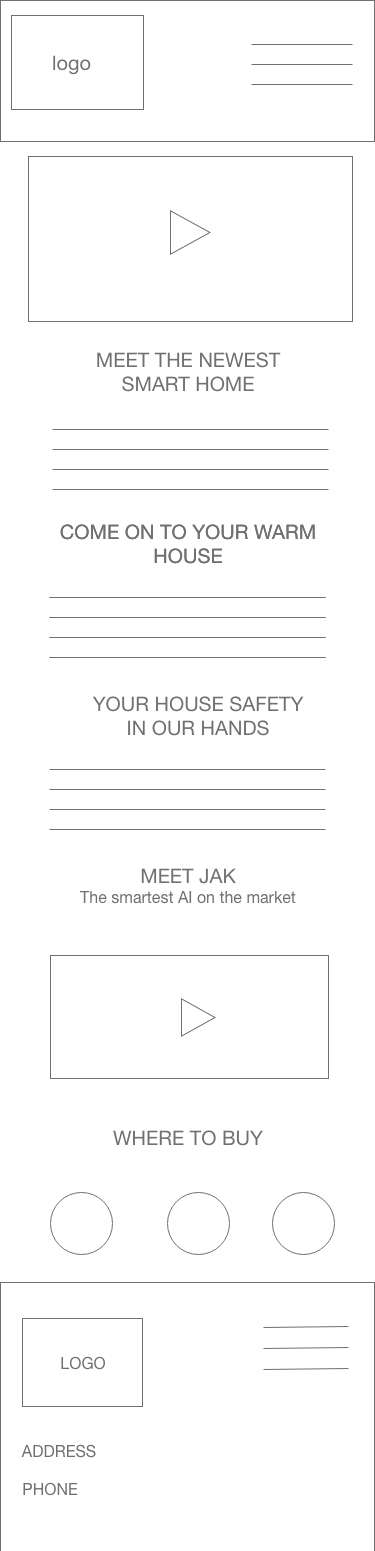 logo
MEET THE NEWEST
SMART HOME
COME ON TO YOUR WARM
HOUSE
YOUR HOUSE SAFETY
IN OUR HANDS
MEET JAK
The smartest AI on the market
WHERE TO BUY
LOGO
ADDRESS
PHONE